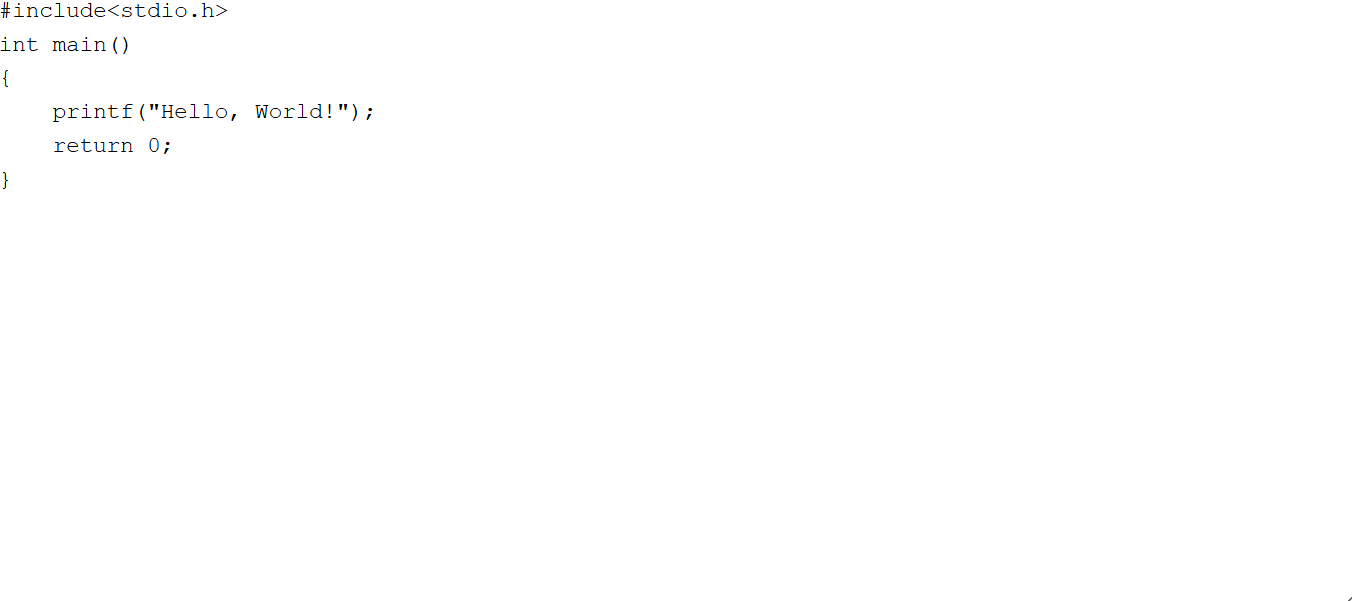 #include<stdio.h>
int main()
{
    printf("Hello, World!");
    return 0;
}